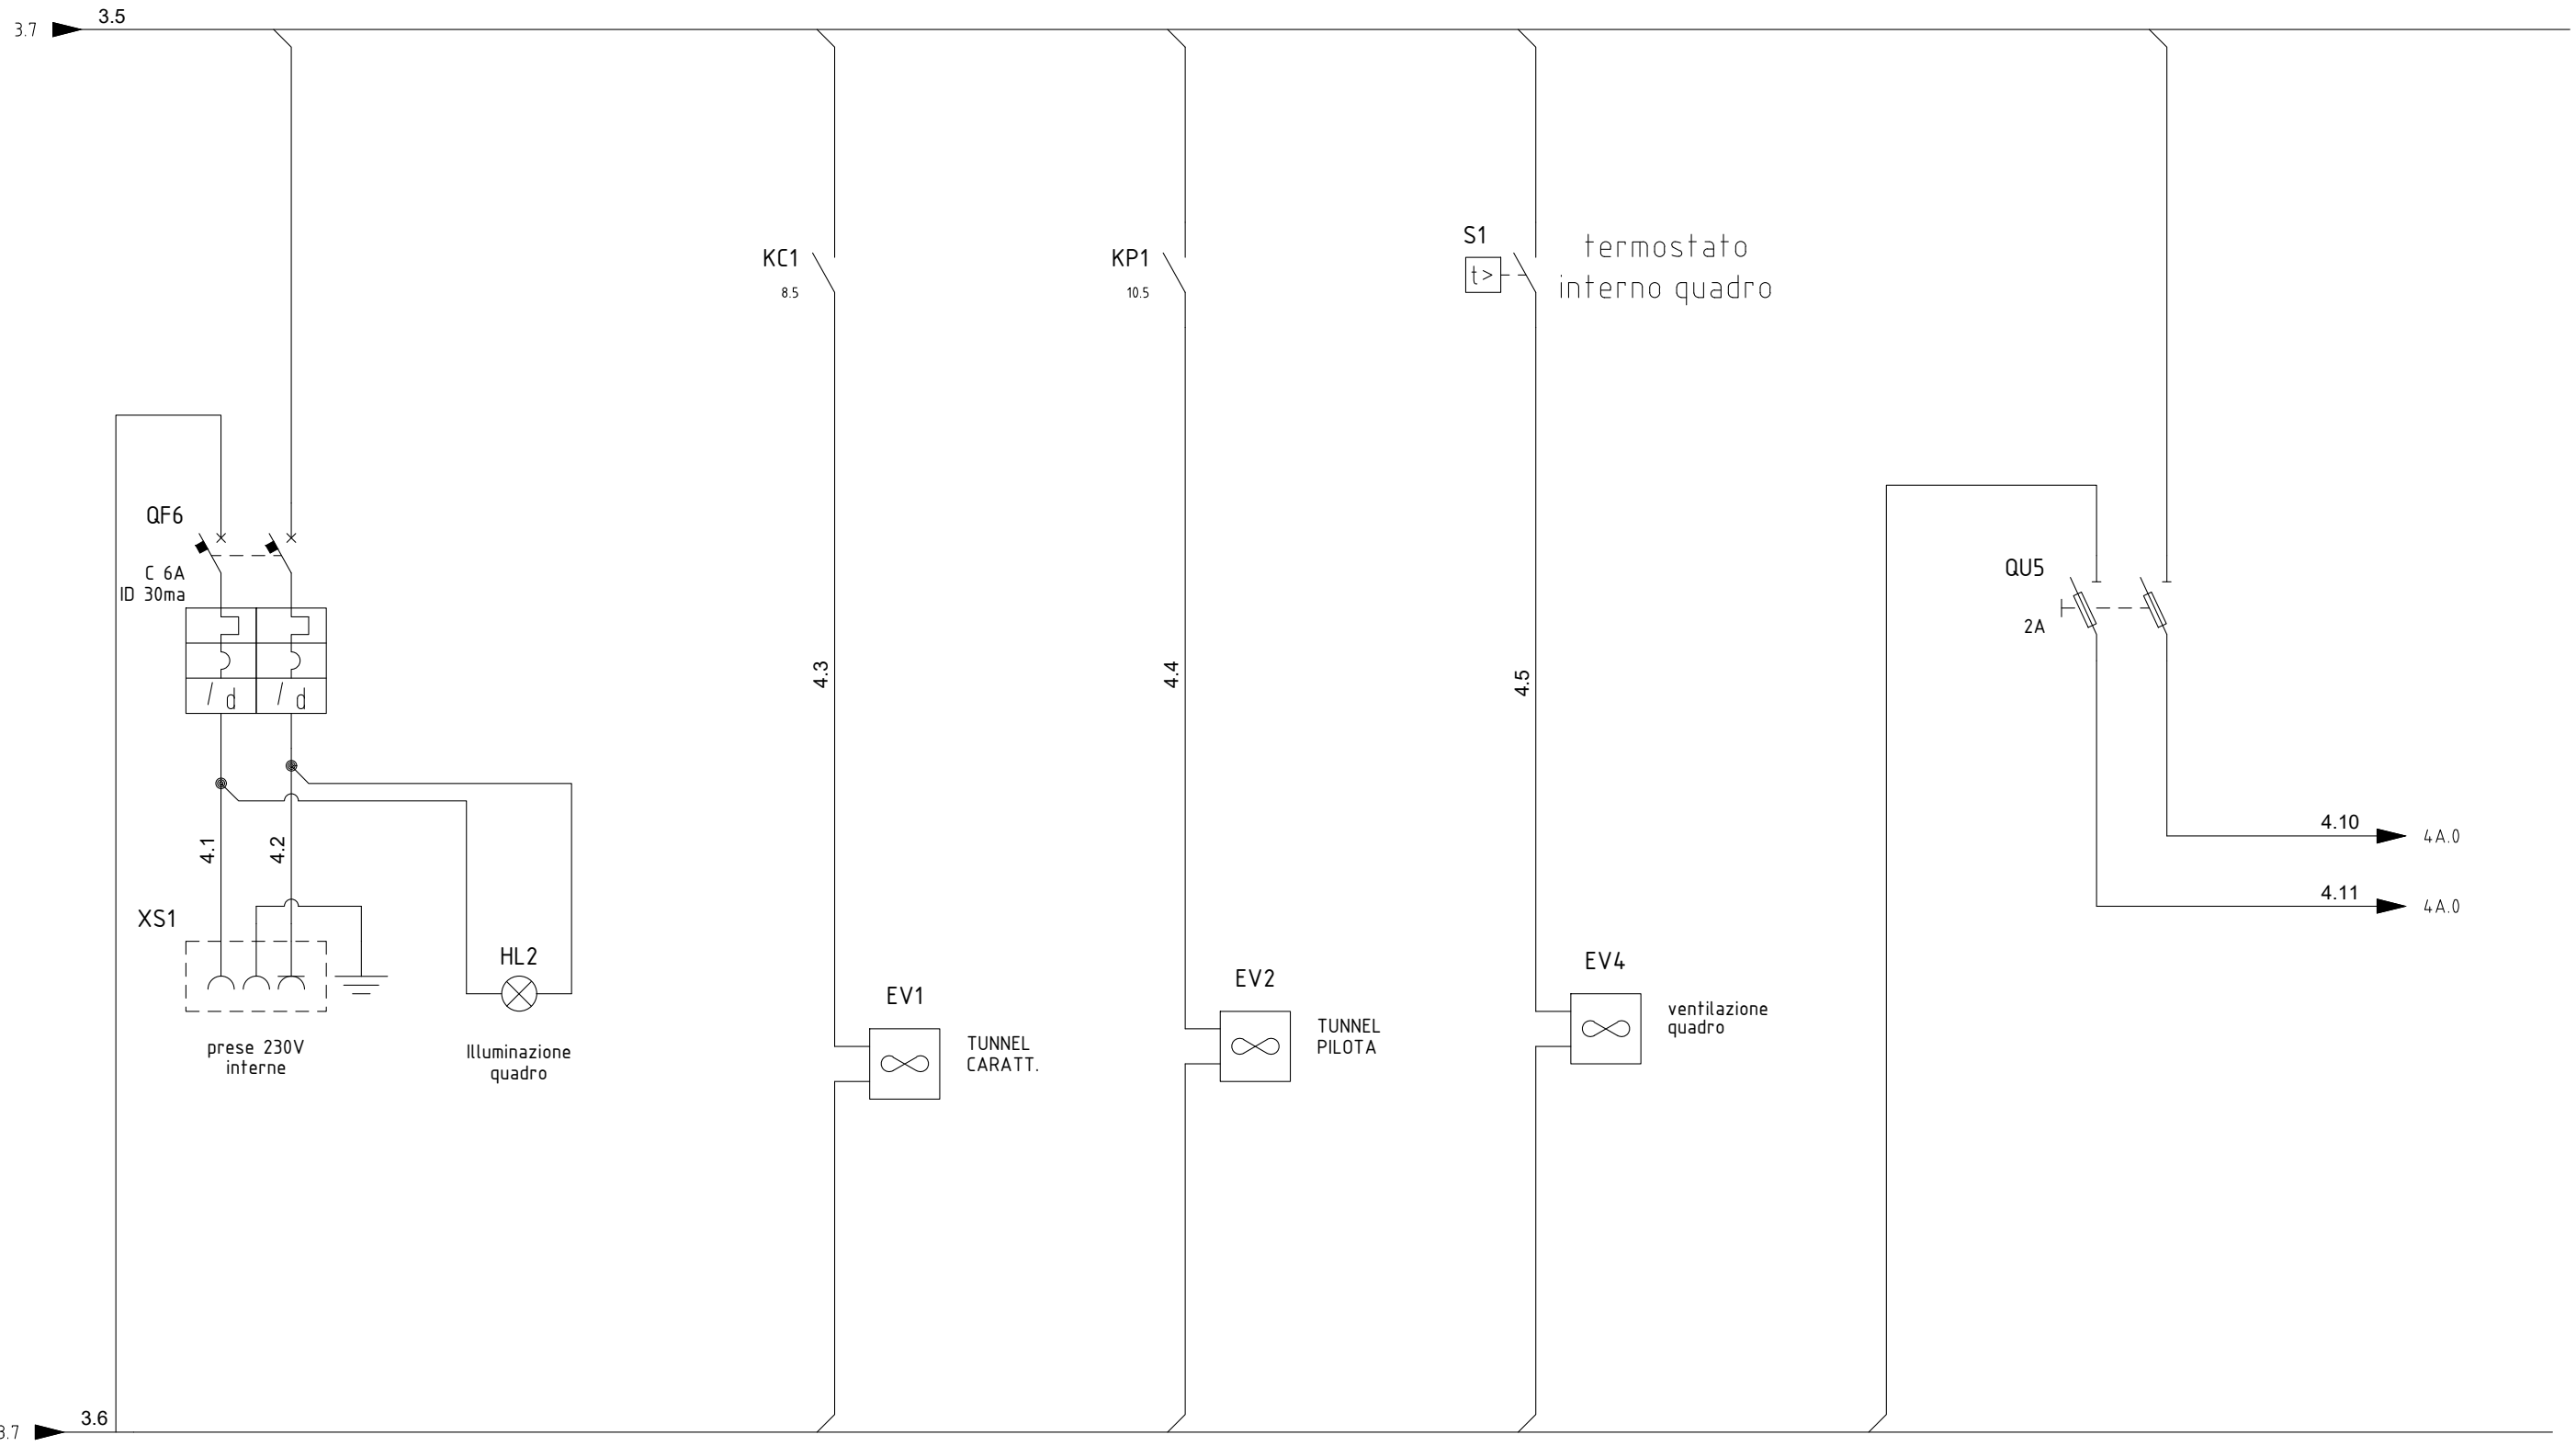 3.7
3.5
KC1
8.5
KP1
10.5
S1
t>
termostato
interno quadro
QF6
C 6A
ID 30ma
I d
I d
QU5
2A
4.3
4.4
4.5
4.1
4.2
4.10
4A.0
4.11
4A.0
XS1
prese 230V
interne
HL2
Illuminazione
quadro
EV1
TUNNEL
CARATT.
EV2
TUNNEL
PILOTA
EV4
ventilazione
quadro
3.6
3.7